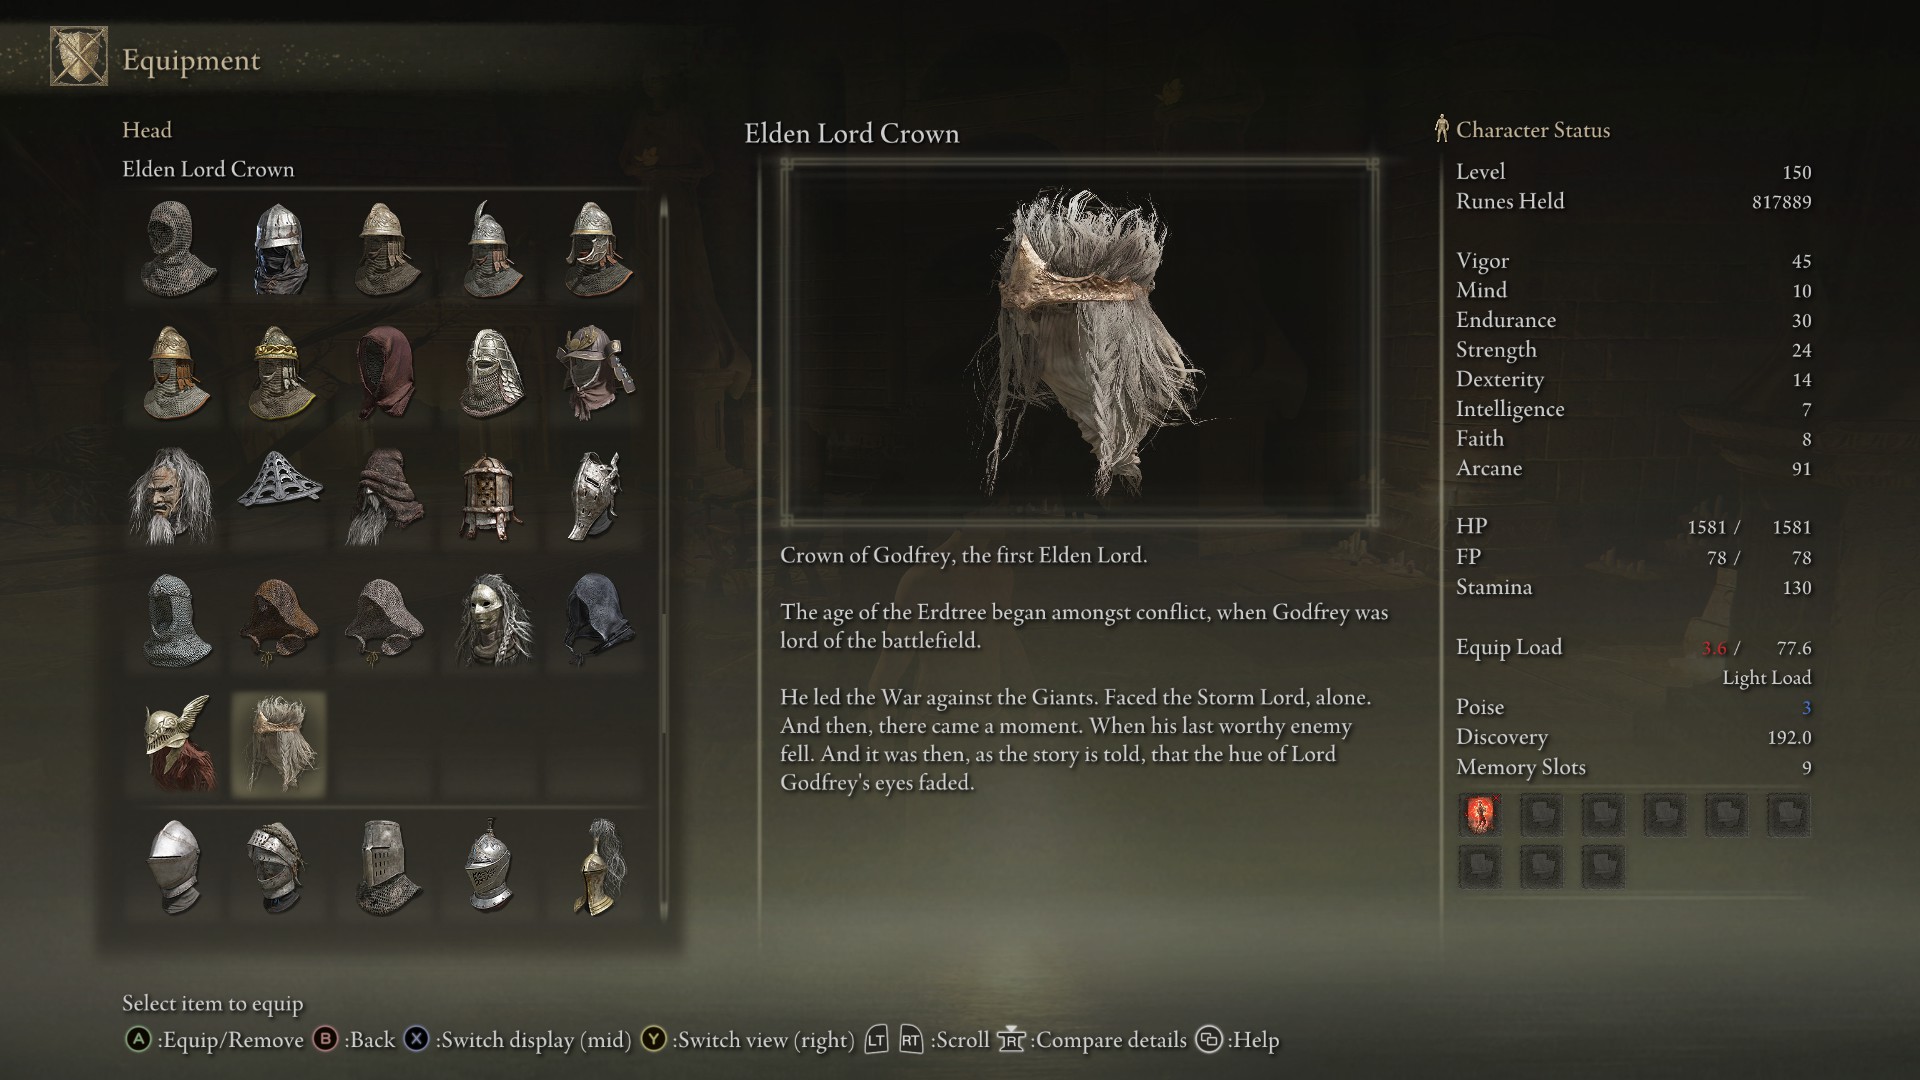 Equipment
Head
Elden Lord Crown
Elden Lord Crown
Crown of Godfrey, the first Elden Lord.
The age of the Erdtree began amongst conflict, when Godfrey was
lord of the battlefield.
He led the War against the Giants. Faced the Storm Lord, alone.
And then, there came a moment. When his last worthy enemy
fell. And it was then, as the story is told, that the hue of Lord
Godfrey's eyes faded.
Character Status
Level 150
Runes Held 817889
Vigor 45
Mind 10
Endurance 30
Strength 24
Dexterity 14
Intelligence 7
Faith 8
Arcane 91
HP 1581 / 1581
FP 78 / 78
Stamina 130
Equip Load 3.6 / 77.6
Light Load
Poise 3
Discovery 192.0
Memory Slots 9
Select item to equip
A :Equip/Remove B :Back X :Switch display (mid) Y :Switch view (right) LT RT :Scroll R :Compare details :Help